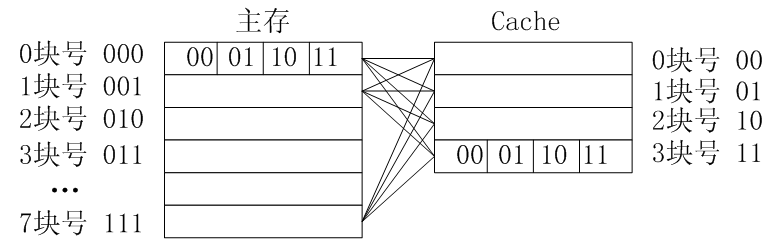 主存 Cache
0块号 000 00 01 10 11 0块号 00
1块号 001 1块号 01
2块号 010 2块号 10
3块号 011 00 01 10 11 3块号 11
…
7块号 111